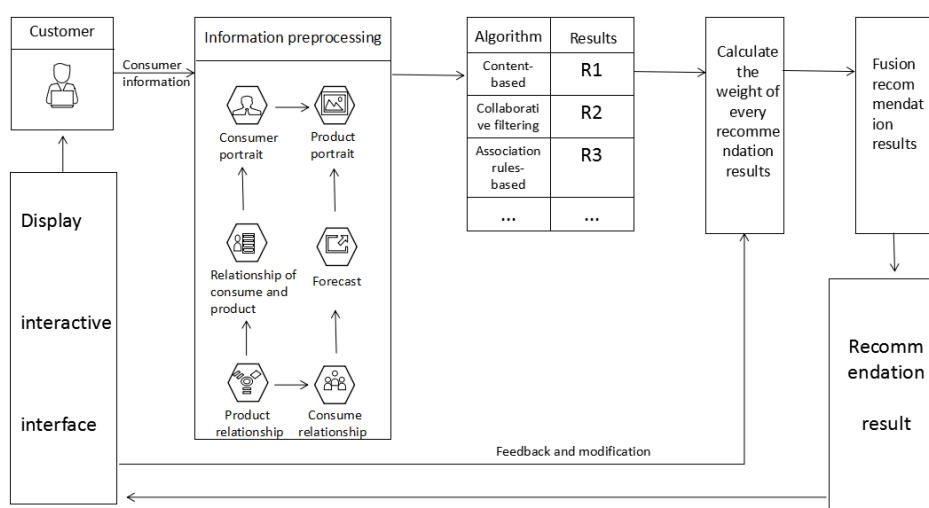 Customer
Consumer
information
Information preprocessing
Consumer
portrait
Product
portrait
Relationship of
consume and
product
Forecast
Product
relationship
Consume
relationship
Algorithm
Results
Content-
based
R1
Collaborati
ve filtering
R2
Association
rules-
based
R3
...
...
Calculate
the
weight of
every
recomme
ndation
results
Fusion
recom
mendat
ion
results
Display
interactive
interface
Recomm
endation
result
Feedback and modification